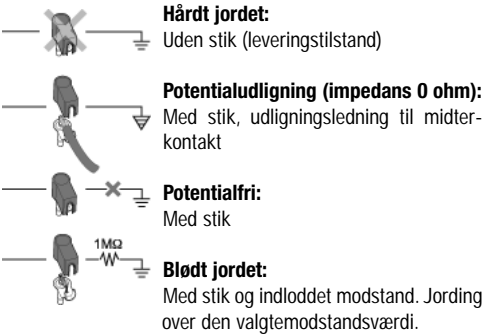 Hårdt jordet:
Uden stik (leveringstilstand)
Potentialudligning (impedans 0 ohm):
Med stik, udligningsledning til midter-
kontakt
Potentialfri:
Med stik
1MΩ
Blødt jordet:
Med stik og indloddet modstand. Jording
over den valgtemodstandsværdi.